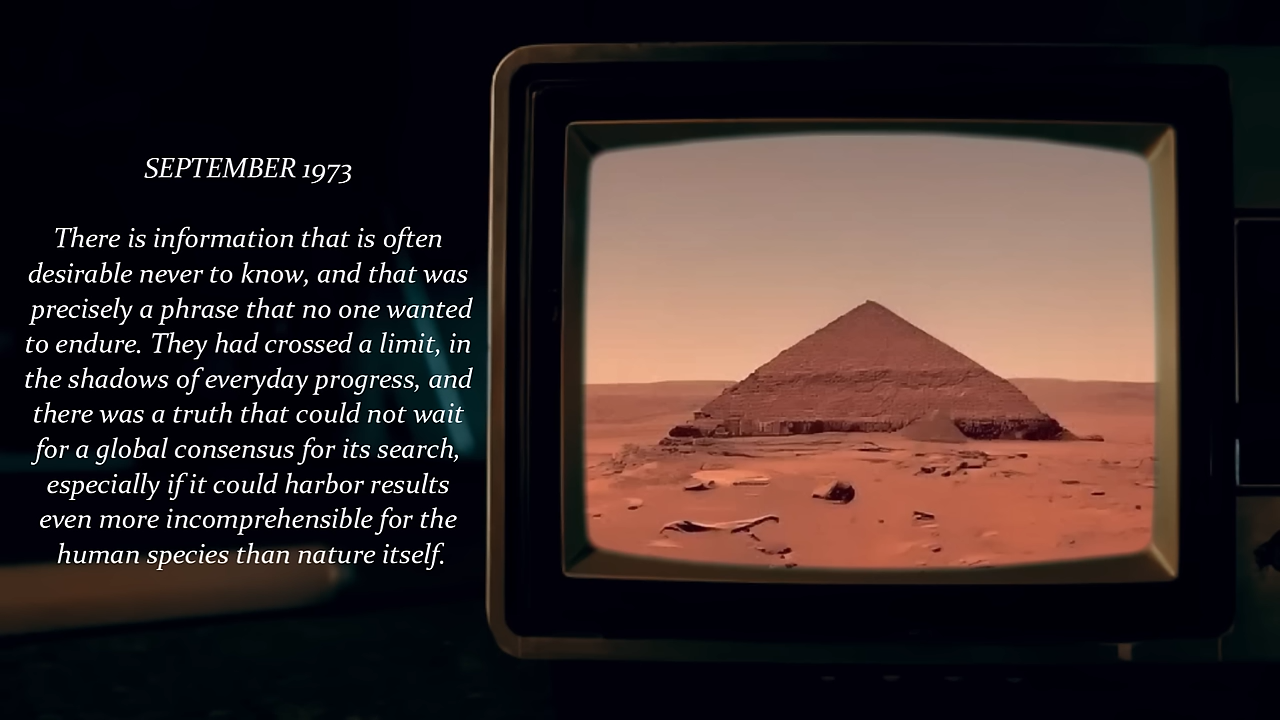 SEPTEMBER 1973
There is information that is often
desirable never to know, and that was
precisely a phrase that no one wanted
to endure. They had crossed a limit, in
the shadows of everyday progress, and
there was a truth that could not wait
for a global consensus for its search,
especially if it could harbor results
even more incomprehensible for the
human species than nature itself.